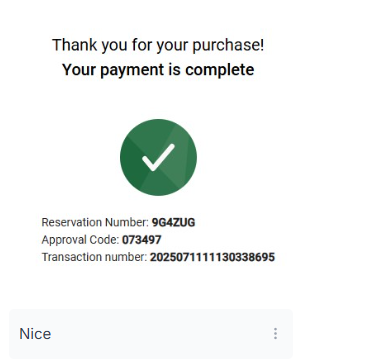 Thank you for your purchase!
Your payment is complete
Reservation Number: 9G4ZUG
Approval Code: 073497
Transaction number: 2025071111130338695
Nice